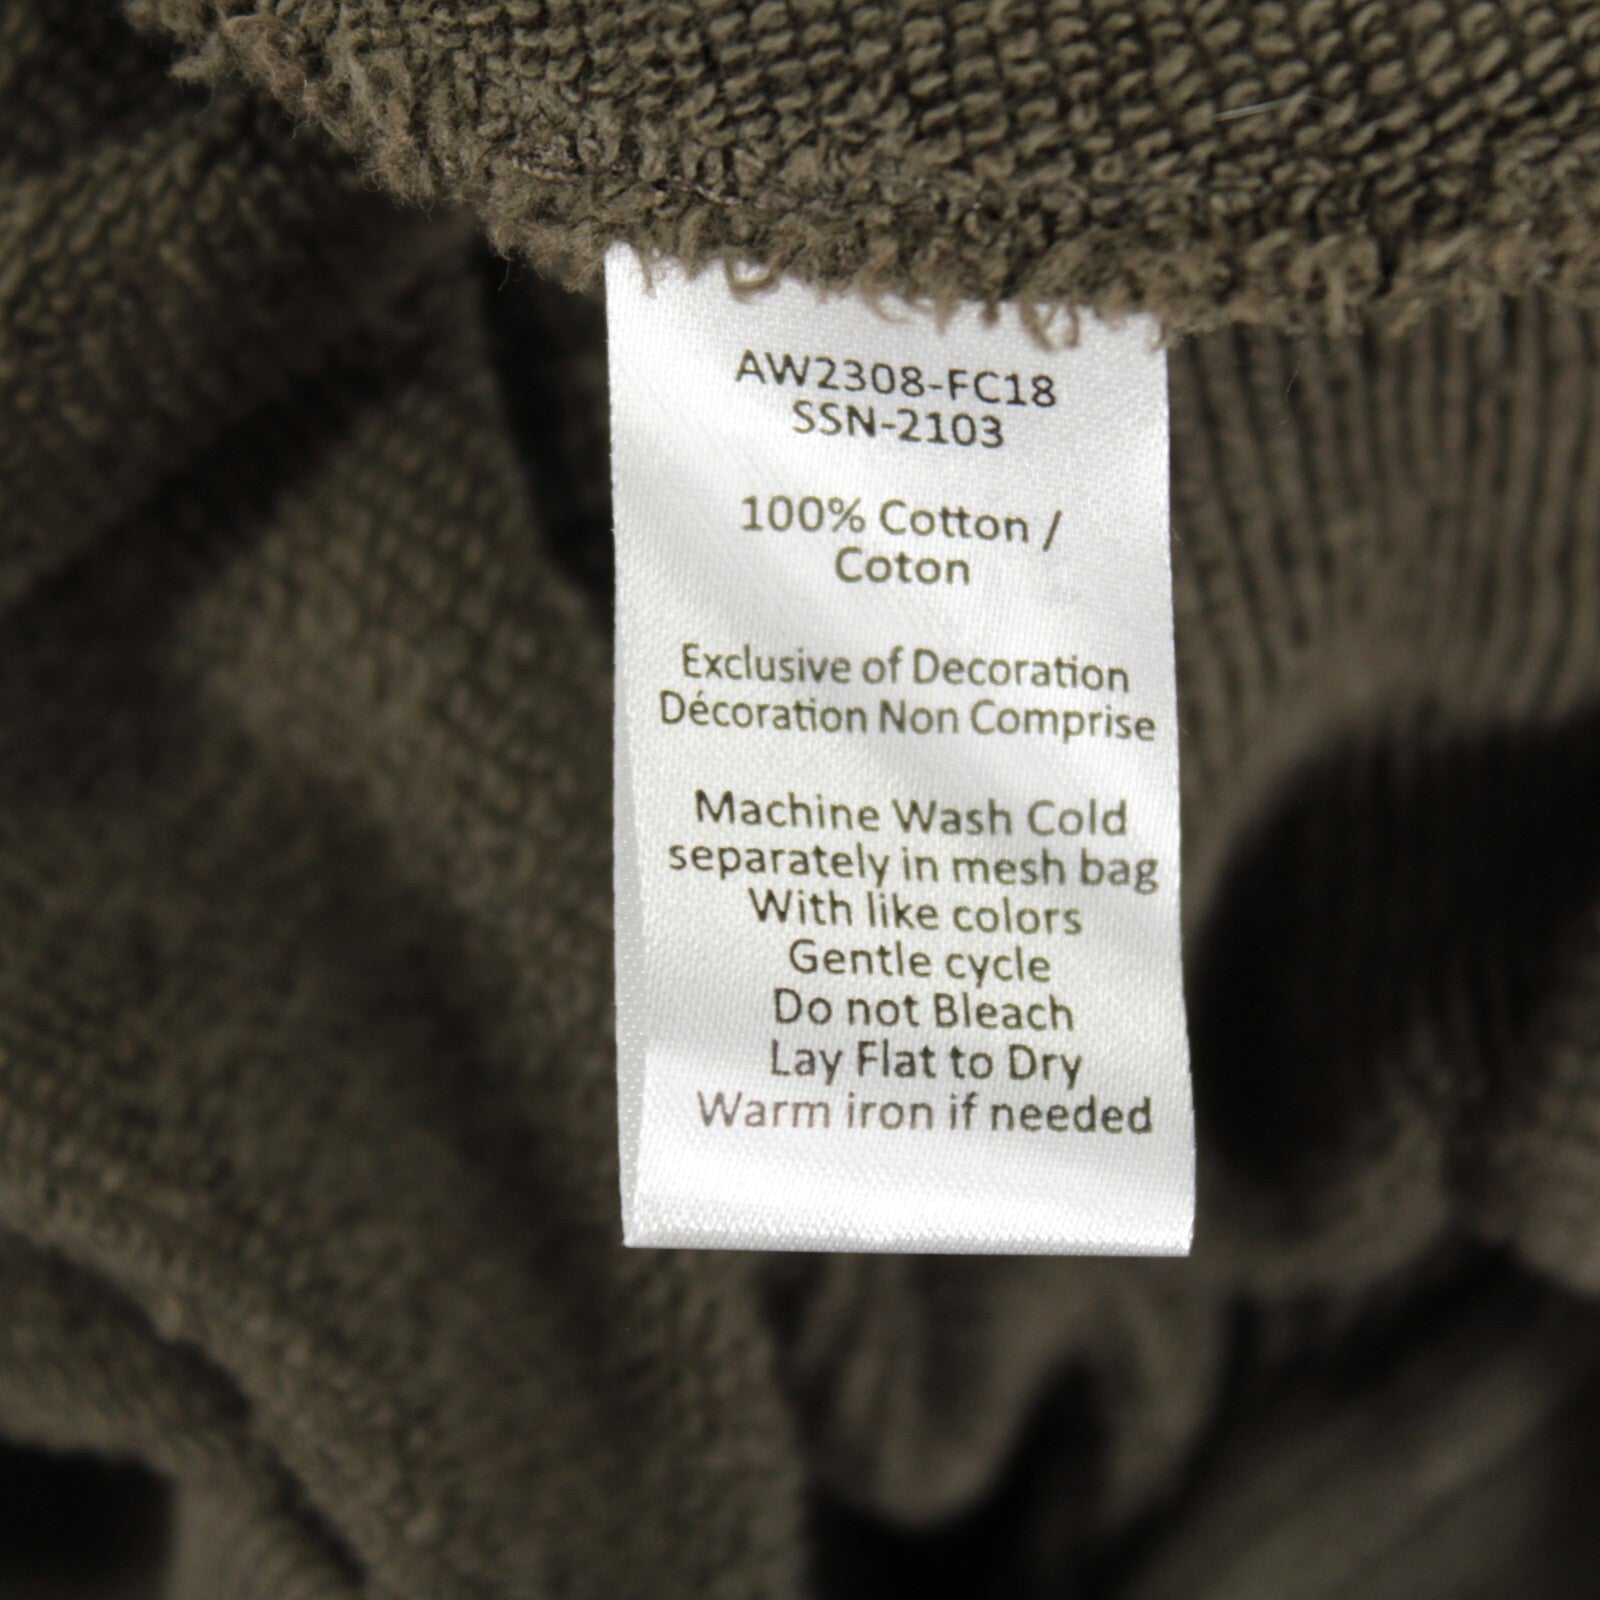 AW2308-FC18
SSN-2103
100% Cotton /
Coton
Exclusive of Decoration
Décoration Non Comprise
Machine Wash Cold
separately in mesh bag
With like colors
Gentle cycle
Do not Bleach
Lay Flat to Dry
Warm iron if needed